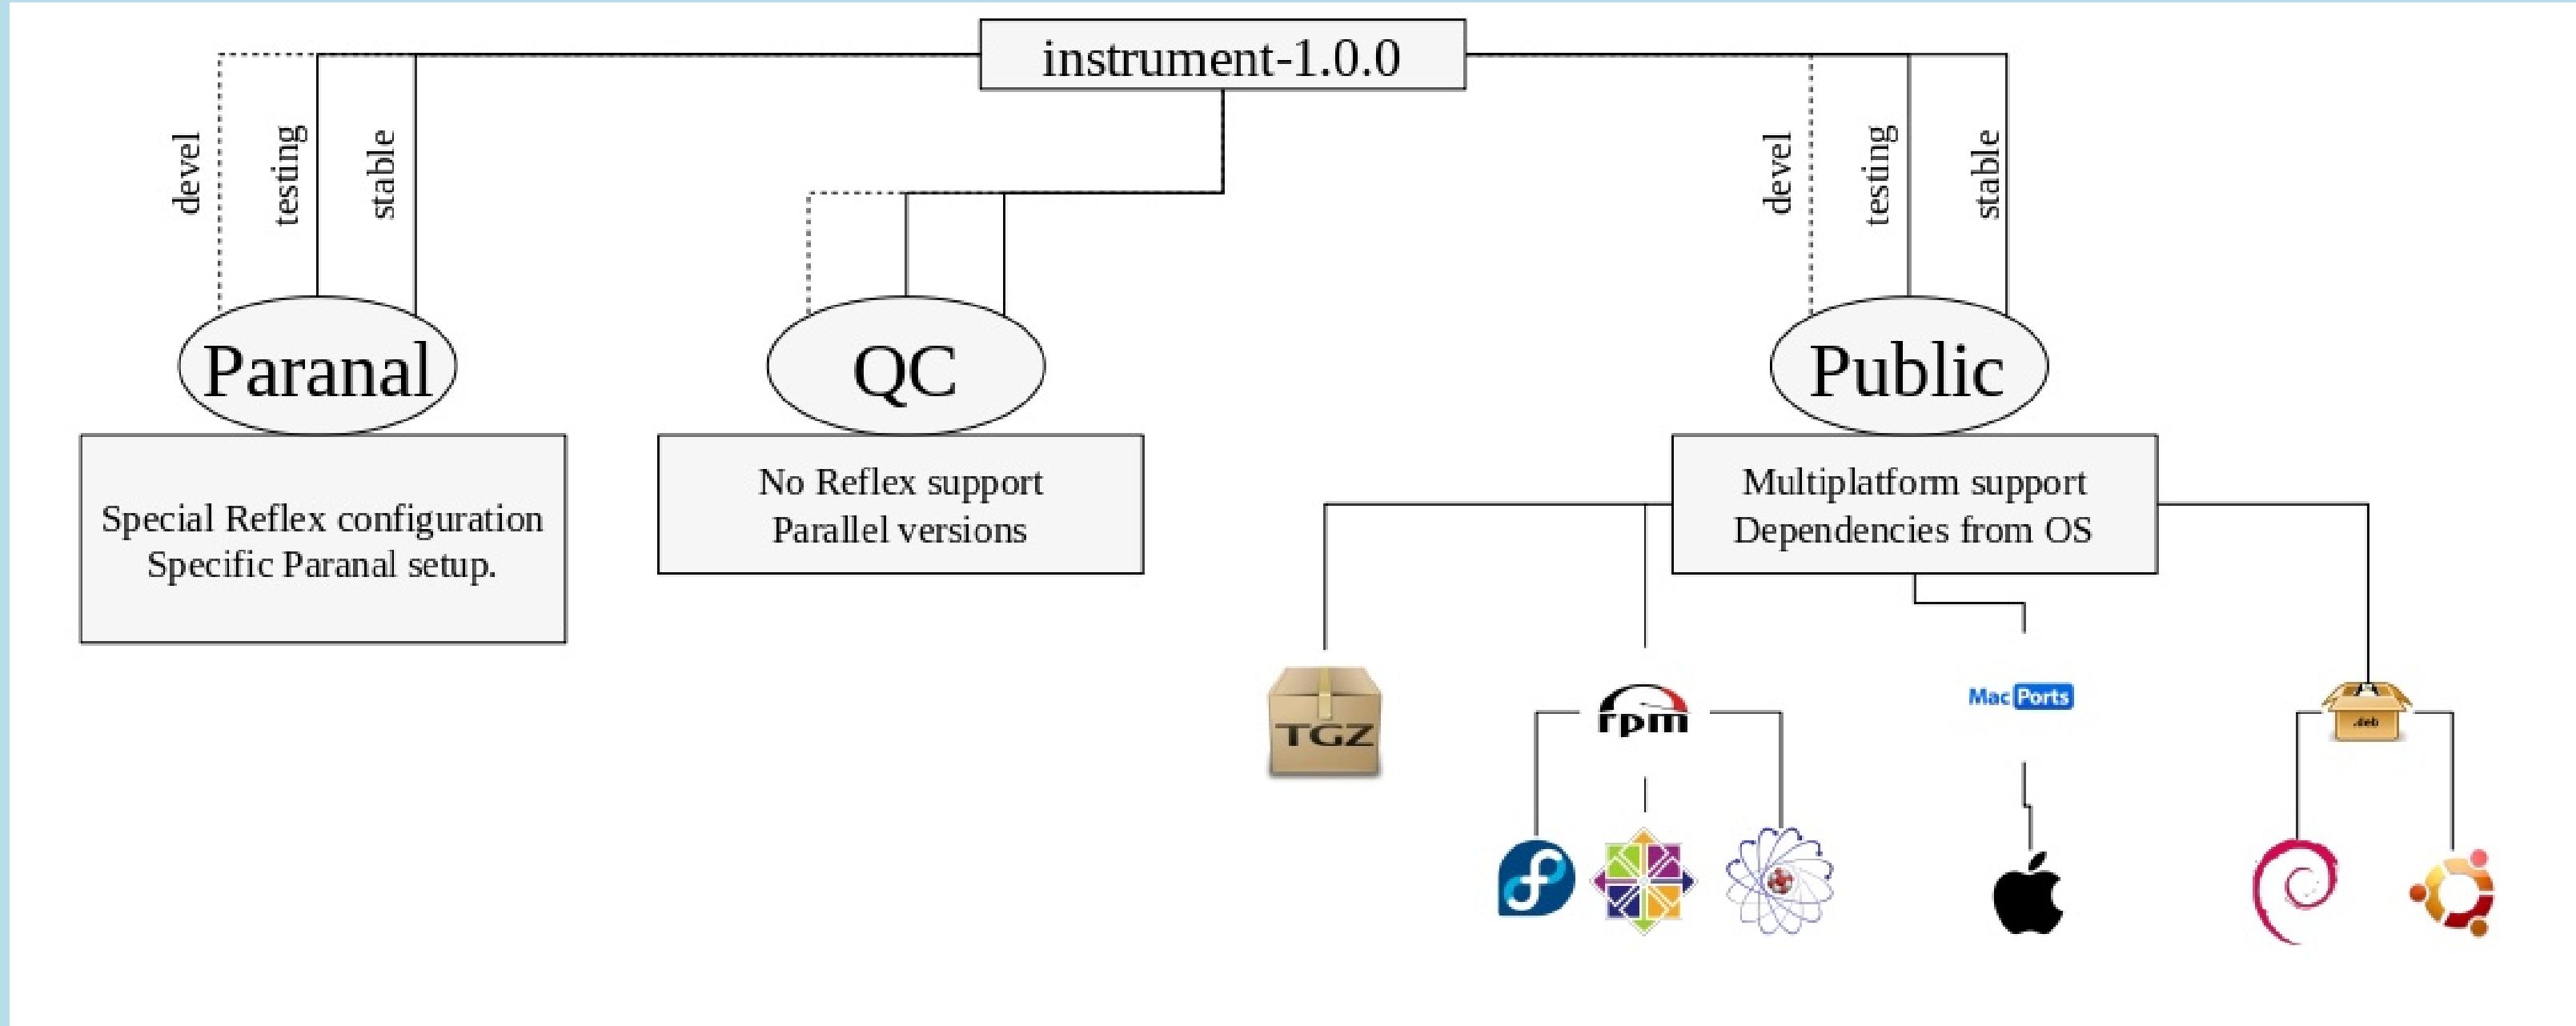 instrument-1.0.0
devel
testing
stable
devel
testing
stable
Paranal
QC
Public
Special Reflex configuration
Specific Paranal setup.
No Reflex support
Parallel versions
Multiplatform support
Dependencies from OS
TGZ
rpm
MacPorts
.deb